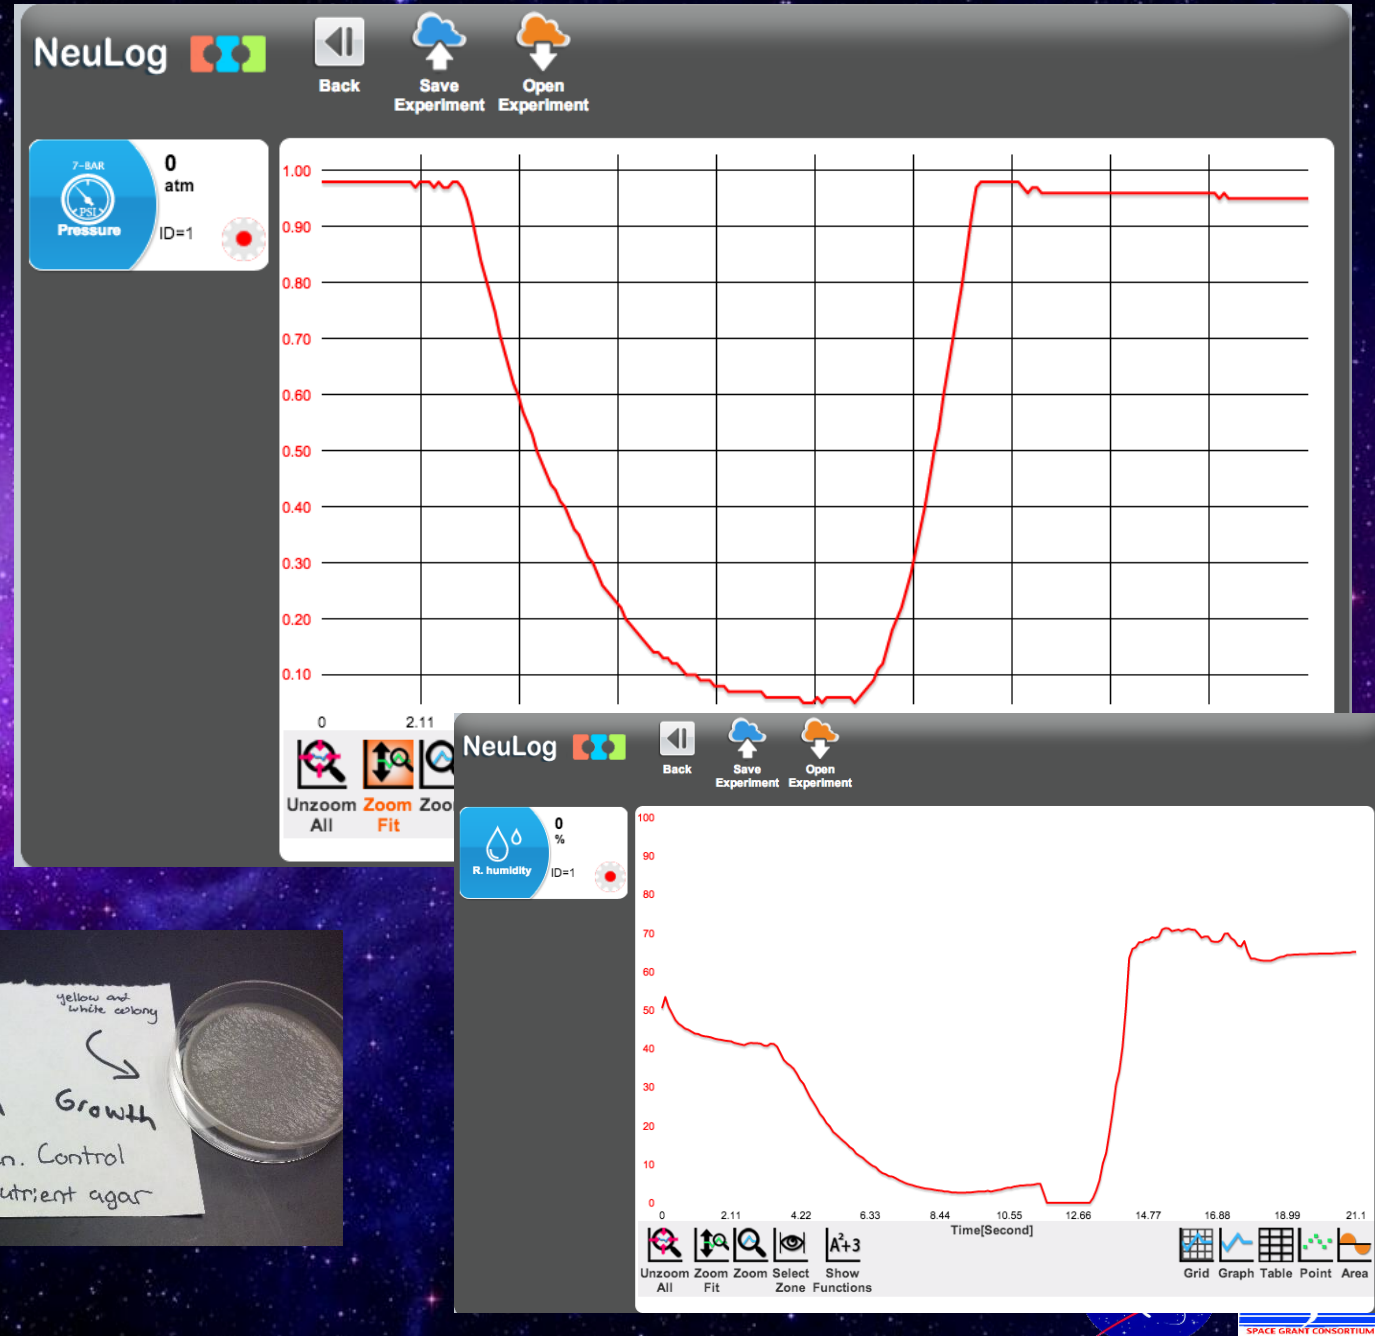 NeuLog
Back
Save
Experiment
Open
Experiment
7-BAR
PSI
Pressure
0
atm
ID=1
1.00
0.90
0.80
0.70
0.60
0.50
0.40
0.30
0.20
0.10
0
2.11
Unzoom
All
Zoom
Fit
Zoo
NeuLog
Back
Save
Experiment
Open
Experiment
R. humidity
0
%
ID=1
100
90
80
70
60
50
40
30
20
10
0
0 2.11 4.22 6.33 8.44 10.55 12.66 14.77 16.88 18.99 21.1
Time[Second]
Unzoom
All
Zoom
Fit
Zoom
Select
Zone
A²+3
Show
Functions
Grid
Graph
Table
Point
Area
yellow and
white colony
Growth
n. Control
utrient agar
SPACE GRANT CONSORTIUM